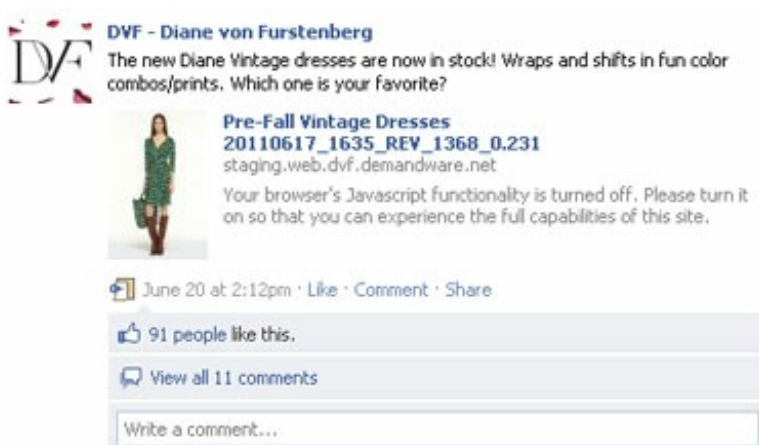 DVF
DVF - Diane von Furstenberg
The new Diane Vintage dresses are now in stock! Wraps and shifts in fun color
combos/prints. Which one is your favorite?
Pre-Fall Vintage Dresses
20110617_1635_REV_1368_0.231
staging.web.dvf.demandware.net
Your browser's Javascript functionality is turned off. Please turn it
on so that you can experience the full capabilities of this site.
June 20 at 2:12pm · Like · Comment · Share
91 people like this.
View all 11 comments
Write a comment...